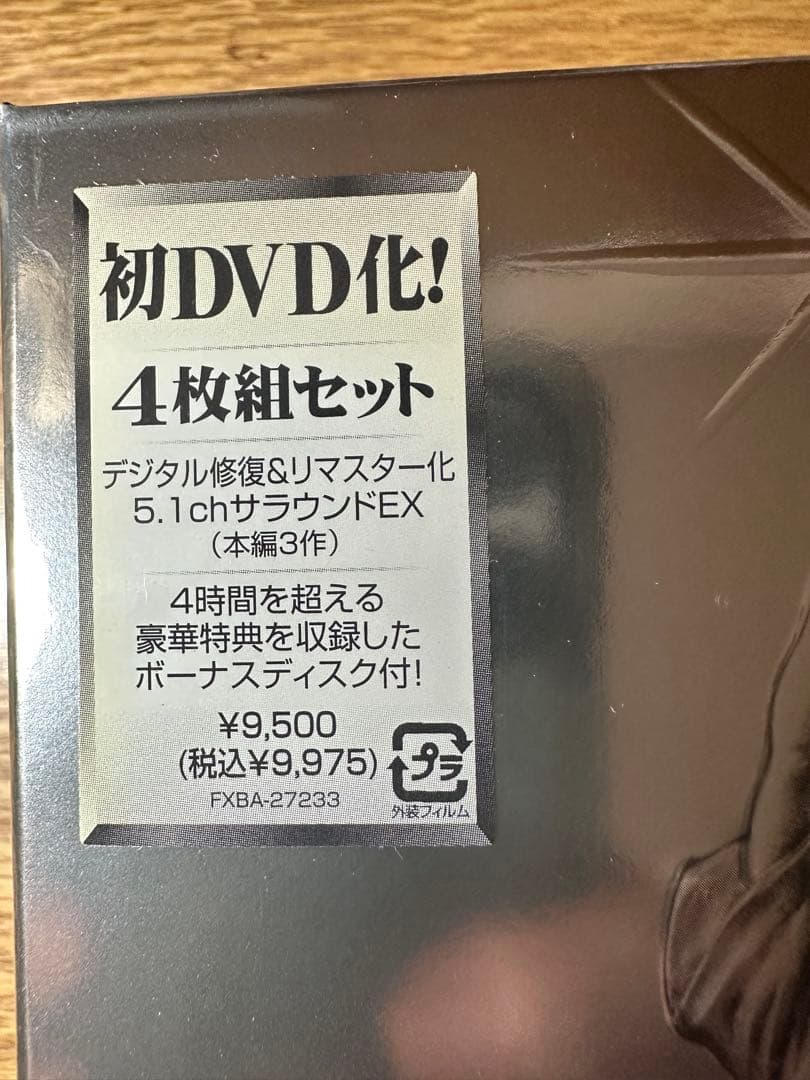 初DVD化!
4枚組セット
デジタル修復&リマスター化
5.1chサラウンドEX
(本編3作)
4時間を超える
豪華特典を収録した
ボーナスディスク付!
¥9,500
(税込¥9,975)
プラ
FXBA-27233
外装フィルム